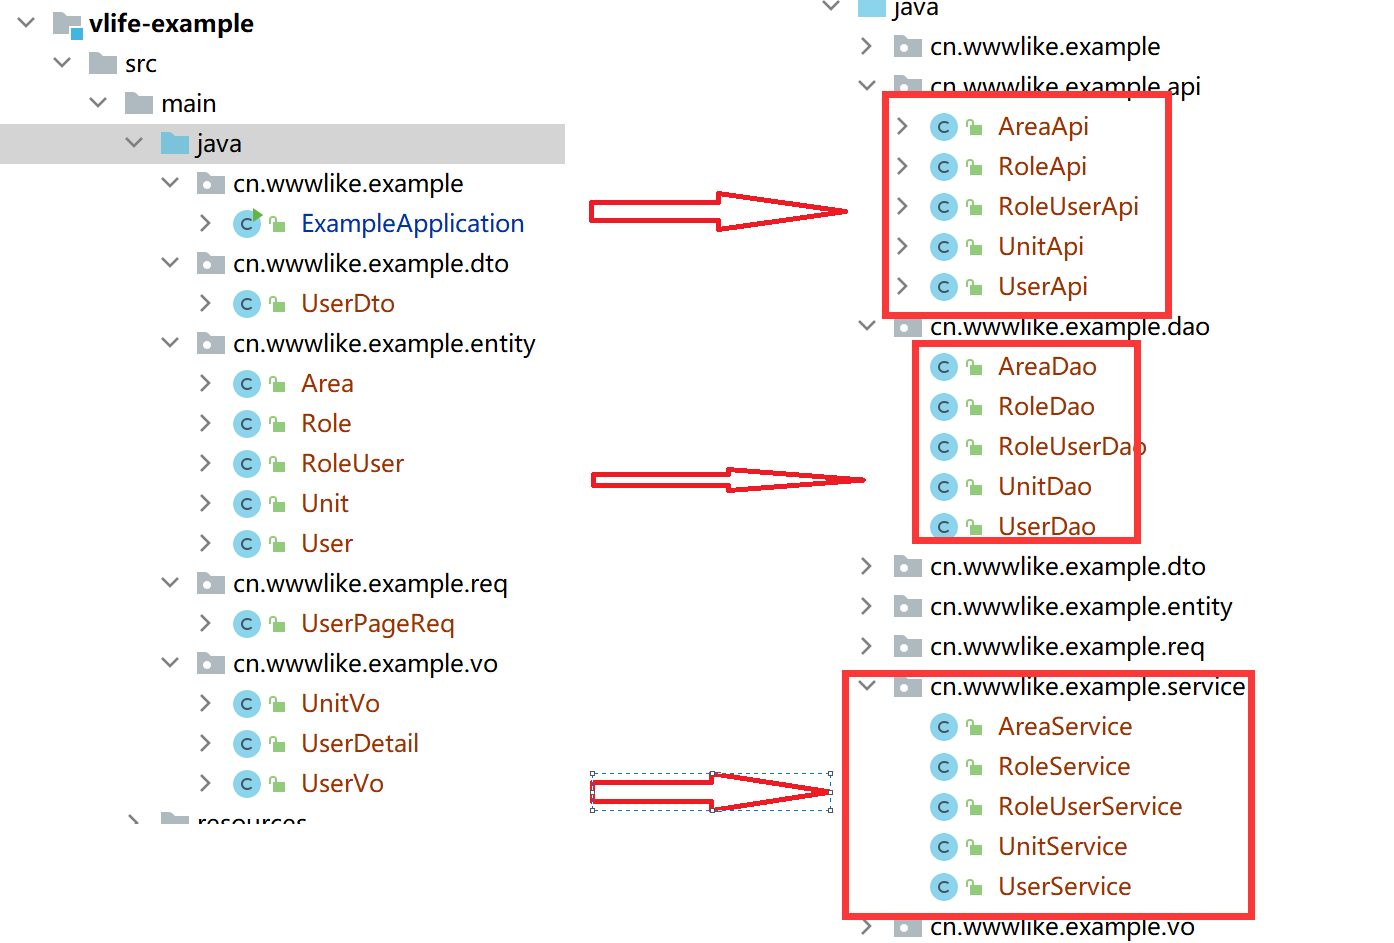 vlife-example
src
main
java
cn.wwwlike.example
ExampleApplication
cn.wwwlike.example.dto
UserDto
cn.wwwlike.example.entity
Area
Role
RoleUser
Unit
User
cn.wwwlike.example.req
UserPageReq
cn.wwwlike.example.vo
UnitVo
UserDetail
UserVo
resources
java
cn.wwwlike.example
cn.wwwlike.example.api
AreaApi
RoleApi
RoleUserApi
UnitApi
UserApi
cn.wwwlike.example.dao
AreaDao
RoleDao
RoleUserDao
UnitDao
UserDao
cn.wwwlike.example.dto
cn.wwwlike.example.entity
cn.wwwlike.example.req
cn.wwwlike.example.service
AreaService
RoleService
RoleUserService
UnitService
UserService
cn.wwwlike.example.vo